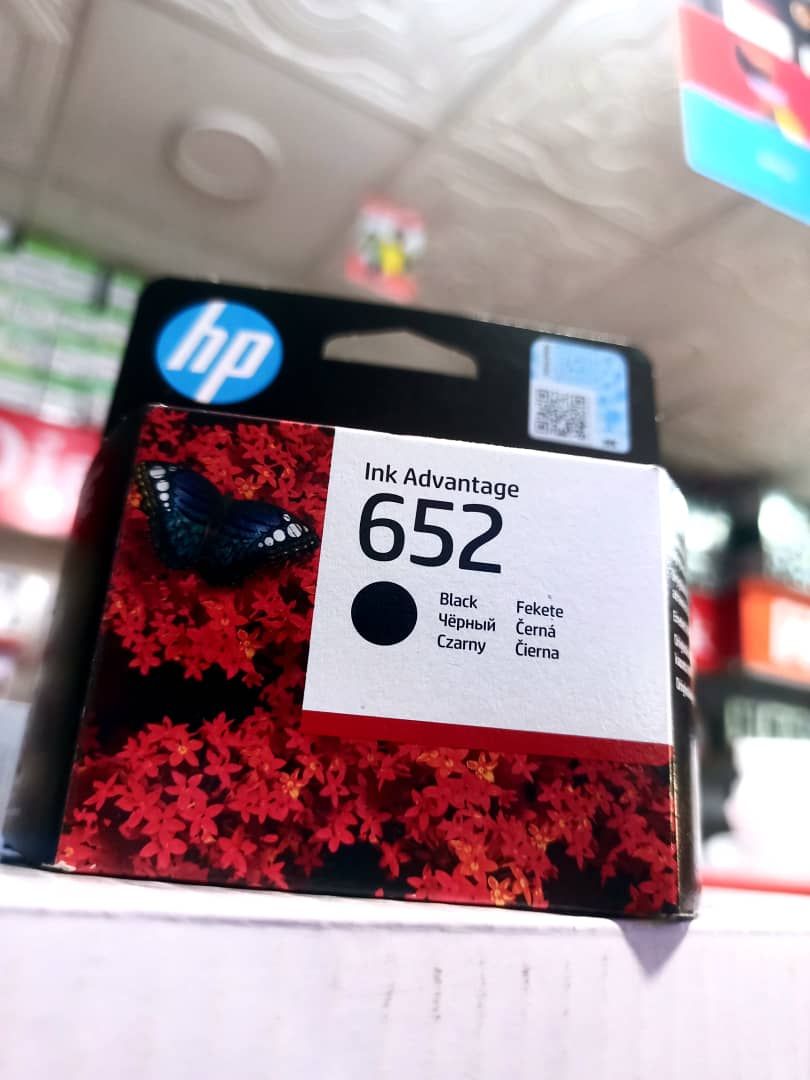 hp
Ink Advantage
652
Black Fekete
Чёрный Černá
Czarny Čierna